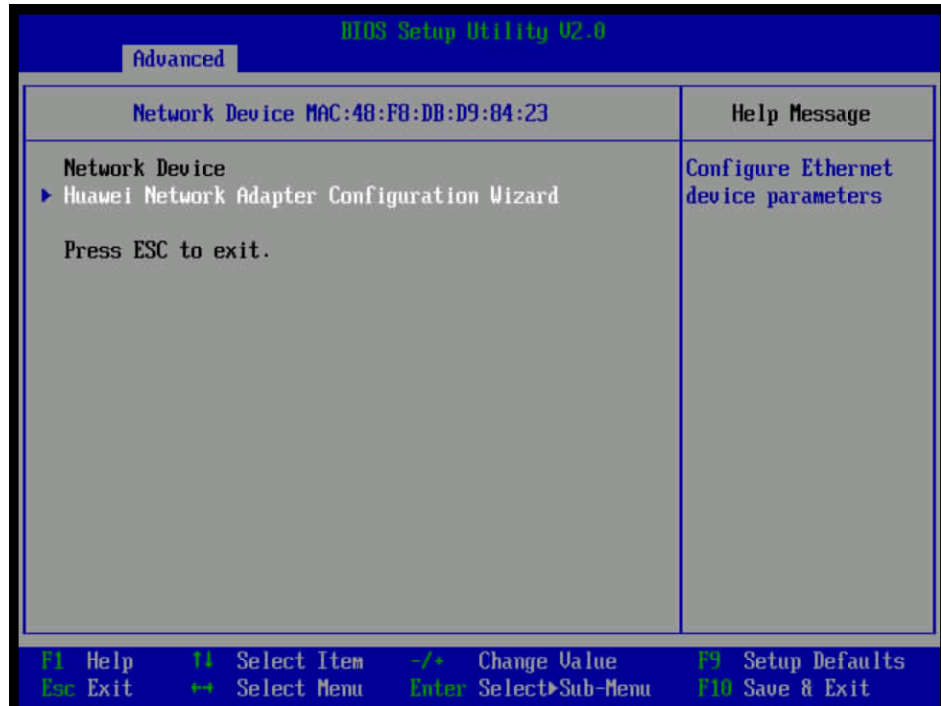 BIOS Setup Utility V2.0
Advanced
Network Device MAC:48:F8:DB:D9:84:23
Help Message
Network Device
Huawei Network Adapter Configuration Wizard
Press ESC to exit.
Configure Ethernet
device parameters
F1 Help ↑↓ Select Item -/+ Change Value F9 Setup Defaults
Esc Exit ←→ Select Menu Enter Select▶Sub-Menu F10 Save & Exit